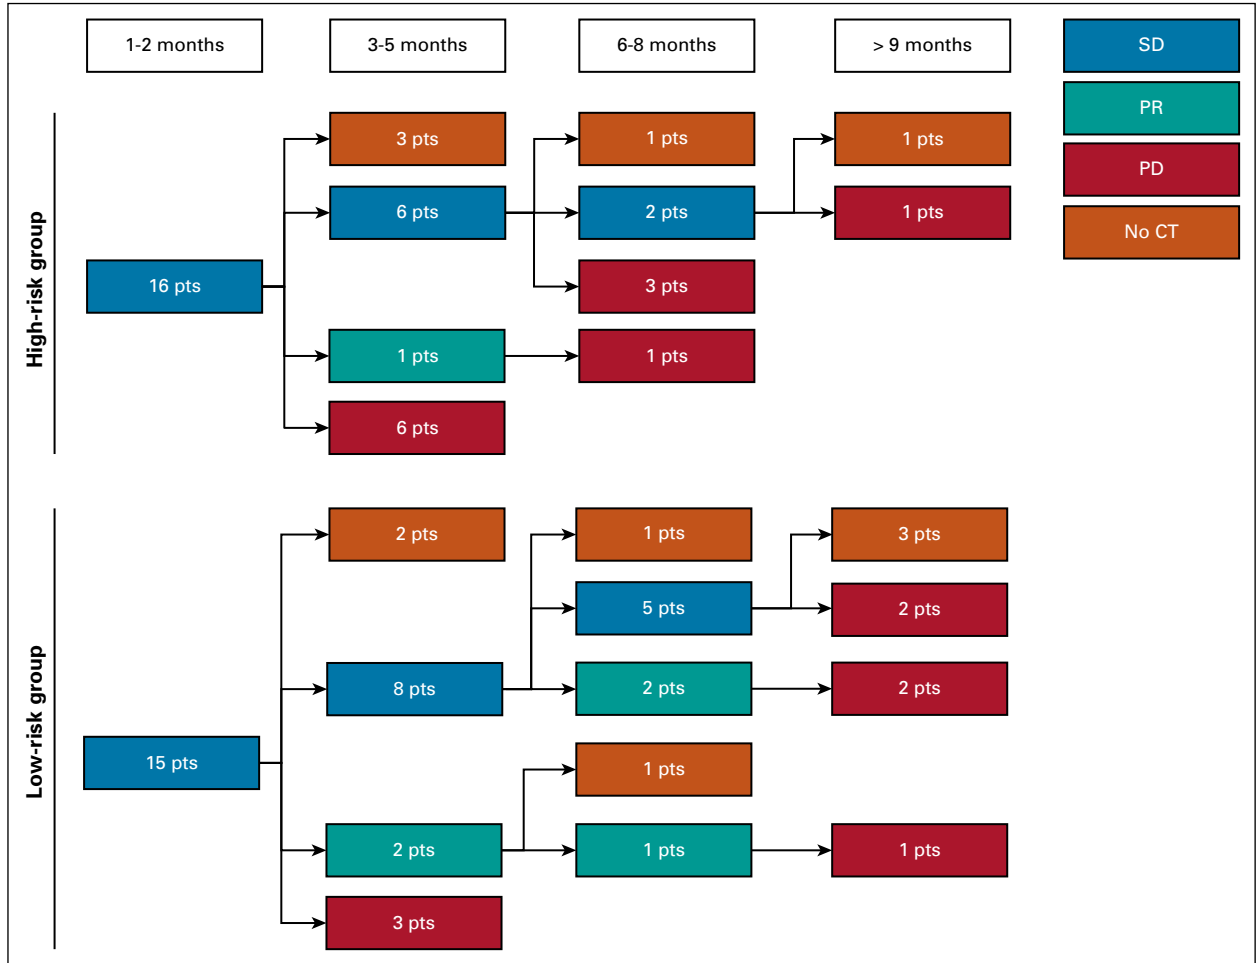 1-2 months
3-5 months
6-8 months
> 9 months
SD
PR
PD
No CT
High-risk group
3 pts
1 pts
1 pts
6 pts
2 pts
1 pts
16 pts
3 pts
1 pts
1 pts
6 pts
Low-risk group
2 pts
1 pts
3 pts
5 pts
2 pts
8 pts
2 pts
2 pts
15 pts
1 pts
2 pts
1 pts
1 pts
3 pts